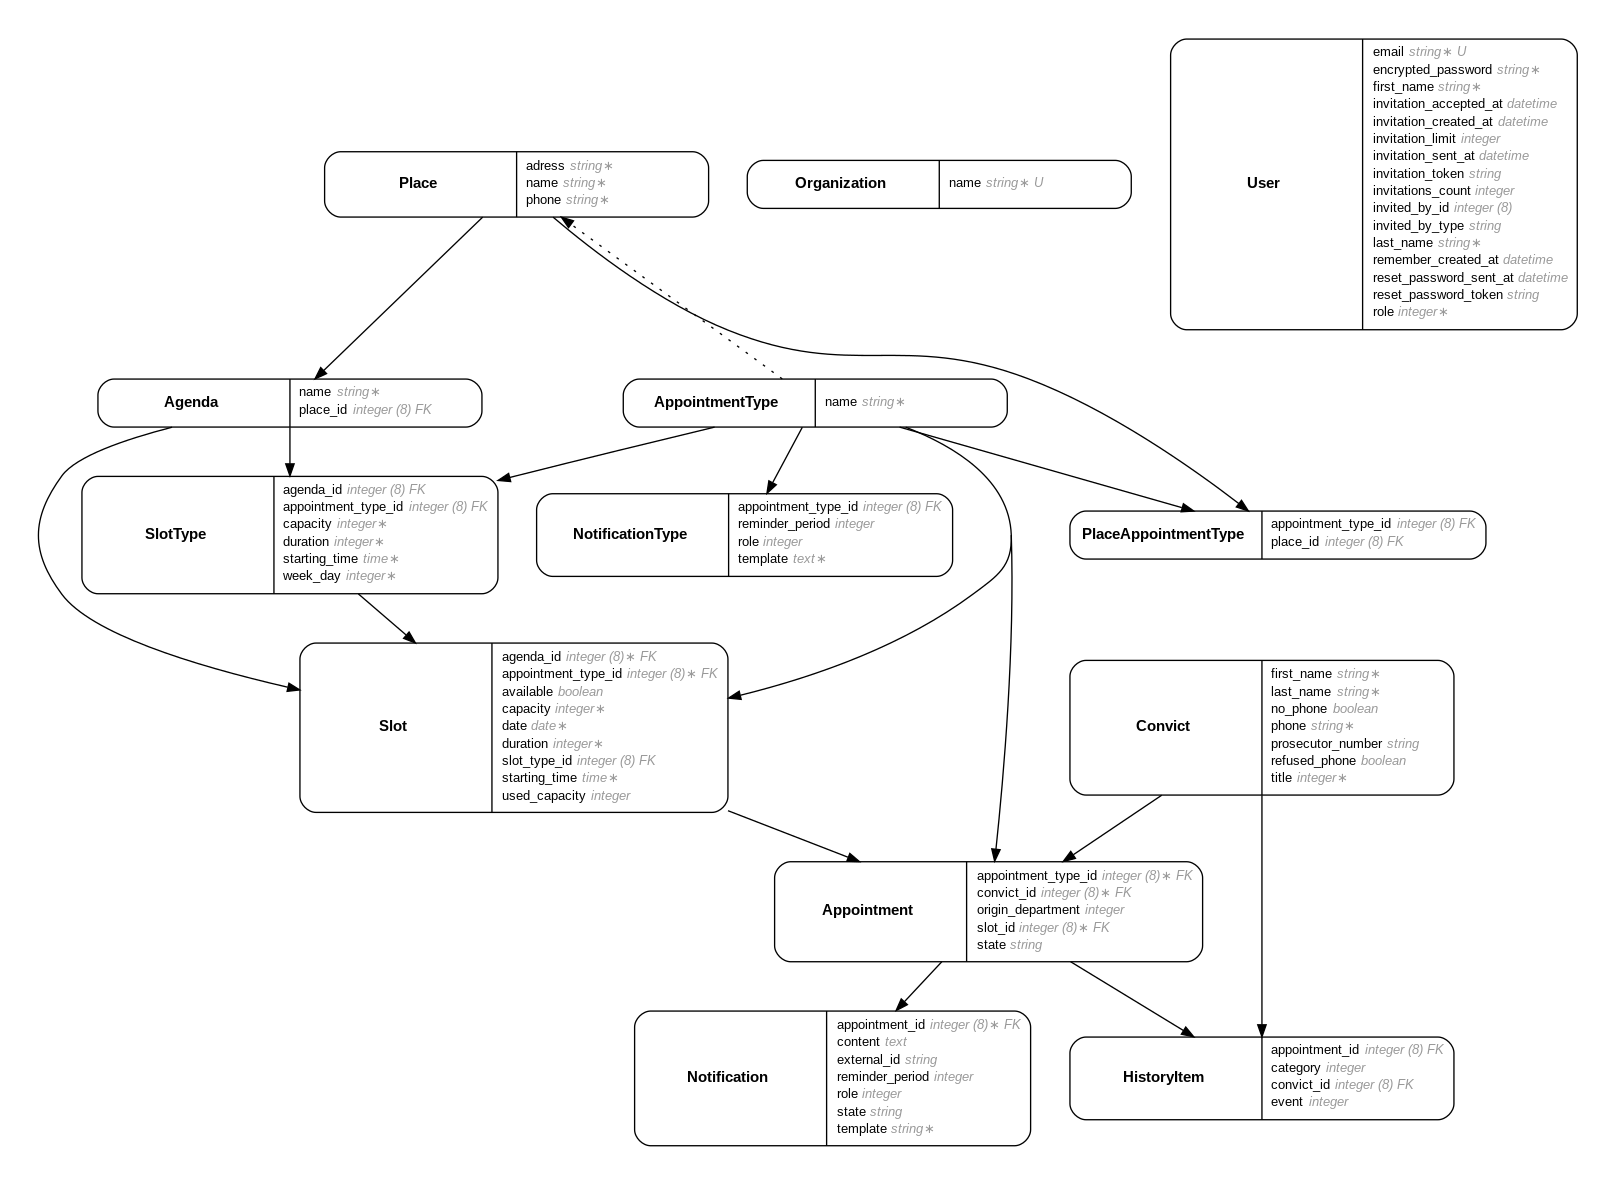 User
email string∗ U
encrypted_password string∗
first_name string∗
invitation_accepted_at datetime
invitation_created_at datetime
invitation_limit integer
invitation_sent_at datetime
invitation_token string
invitations_count integer
invited_by_id integer (8)
invited_by_type string
last_name string∗
remember_created_at datetime
reset_password_sent_at datetime
reset_password_token string
role integer∗
Place
adress string∗
name string∗
phone string∗
Organization
name string∗ U
Agenda
name string∗
place_id integer (8) FK
AppointmentType
name string∗
SlotType
agenda_id integer (8) FK
appointment_type_id integer (8) FK
capacity integer∗
duration integer∗
starting_time time∗
week_day integer∗
NotificationType
appointment_type_id integer (8) FK
reminder_period integer
role integer
template text∗
PlaceAppointmentType
appointment_type_id integer (8) FK
place_id integer (8) FK
Slot
agenda_id integer (8)∗ FK
appointment_type_id integer (8)∗ FK
available boolean
capacity integer∗
date date∗
duration integer∗
slot_type_id integer (8) FK
starting_time time∗
used_capacity integer
Convict
first_name string∗
last_name string∗
no_phone boolean
phone string∗
prosecutor_number string
refused_phone boolean
title integer∗
Appointment
appointment_type_id integer (8)∗ FK
convict_id integer (8)∗ FK
origin_department integer
slot_id integer (8)∗ FK
state string
Notification
appointment_id integer (8)∗ FK
content text
external_id string
reminder_period integer
role integer
state string
template string∗
HistoryItem
appointment_id integer (8) FK
category integer
convict_id integer (8) FK
event integer